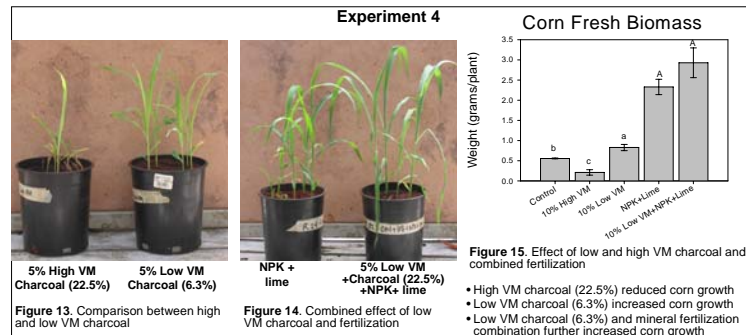 Experiment 4
5% High VM
Charcoal (22.5%)
5% Low VM
Charcoal (6.3%)
Figure 13. Comparison between high
and low VM charcoal
NPK +
lime
5% Low VM
+Charcoal (22.5%)
+NPK+ lime
Figure 14. Combined effect of low
VM charcoal and fertilization
Corn Fresh Biomass
Weight (grams/plant)
3.5
3.0
2.5
2.0
1.5
1.0
0.5
0.0
b
c
a
A
A
Control
10% High VM
10% Low VM
NPK+Lime
10% Low VM+NPK+Lime
Figure 15. Effect of low and high VM charcoal and
combined fertilization
• High VM charcoal (22.5%) reduced corn growth
• Low VM charcoal (6.3%) increased corn growth
• Low VM charcoal (6.3%) and mineral fertilization
combination further increased corn growth